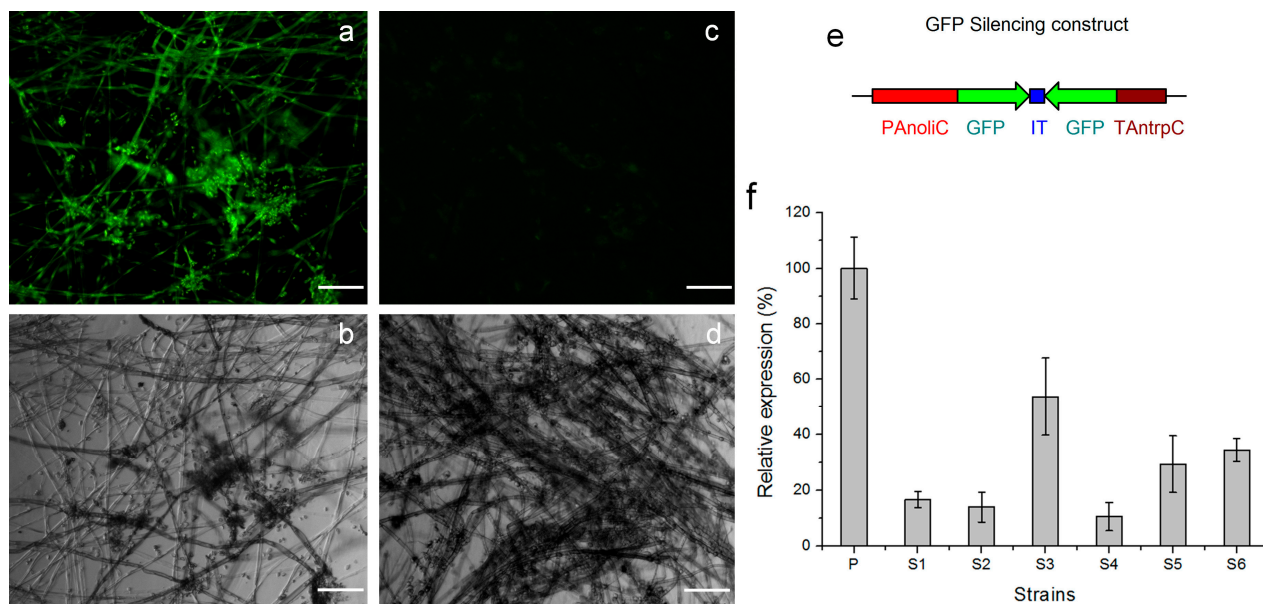 a
b
c
d
e
GFP Silencing construct
PAnoliC GFP IT GFP TAntrpC
f
Relative expression (%)
120
100
80
60
40
20
0
P S1 S2 S3 S4 S5 S6
Strains